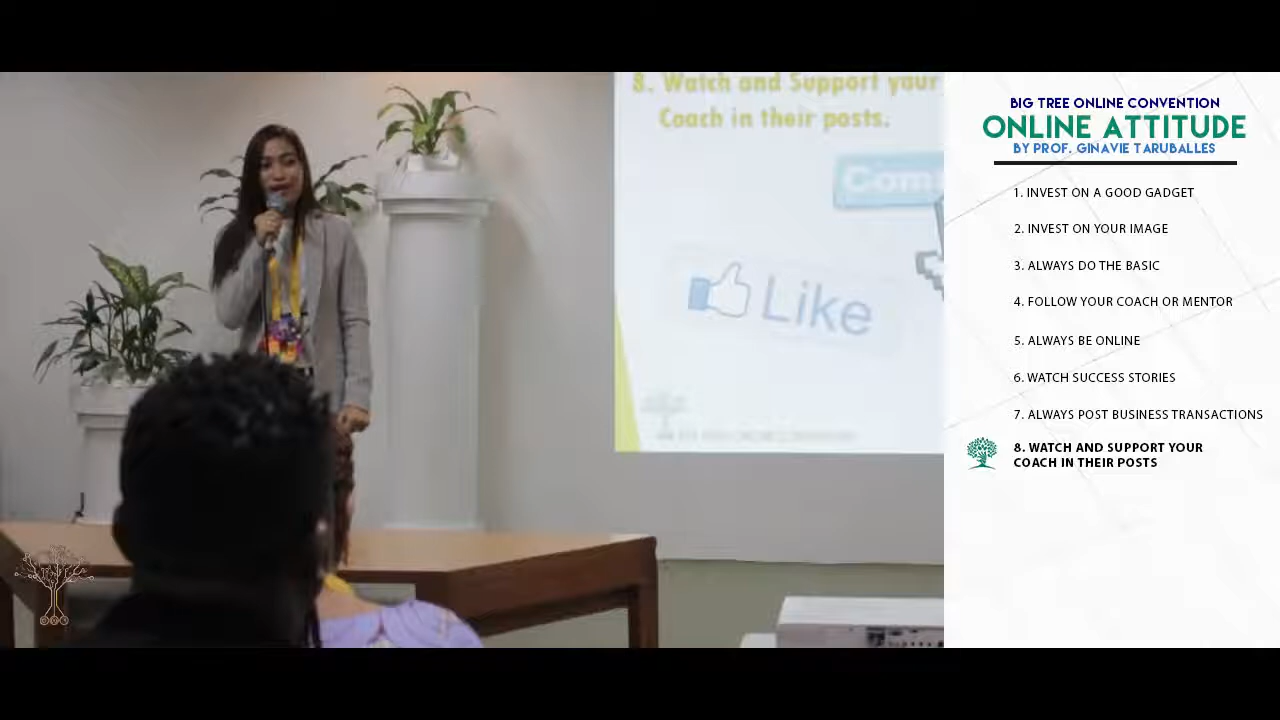 8. Watch and Support your
Coach in their posts.
Com
Like
BIG TREE ONLINE CONVENTION
ONLINE ATTITUDE
BY PROF. GINAVIE TARUBALLES
1. INVEST ON A GOOD GADGET
2. INVEST ON YOUR IMAGE
3. ALWAYS DO THE BASIC
4. FOLLOW YOUR COACH OR MENTOR
5. ALWAYS BE ONLINE
6. WATCH SUCCESS STORIES
7. ALWAYS POST BUSINESS TRANSACTIONS
8. WATCH AND SUPPORT YOUR
COACH IN THEIR POSTS